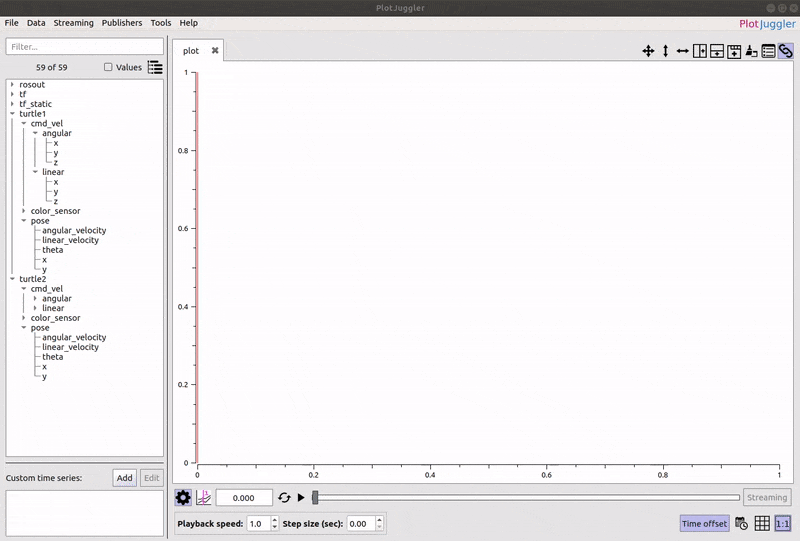 PlotJuggler
File Data Streaming Publishers Tools Help
PlotJuggler
Filter...
59 of 59 Values
rosout
tf
tf_static
turtle1
cmd_vel
angular
x
y
z
linear
x
y
z
color_sensor
pose
angular_velocity
linear_velocity
theta
x
y
turtle2
cmd_vel
angular
linear
color_sensor
pose
angular_velocity
linear_velocity
theta
x
y
Custom time series: Add Edit
plot
1
0.8
0.6
0.4
0.2
0
0 0.2 0.4 0.6 0.8 1
0.000 Streaming
Playback speed: 1.0 Step size (sec): 0.00 Time offset 1:1